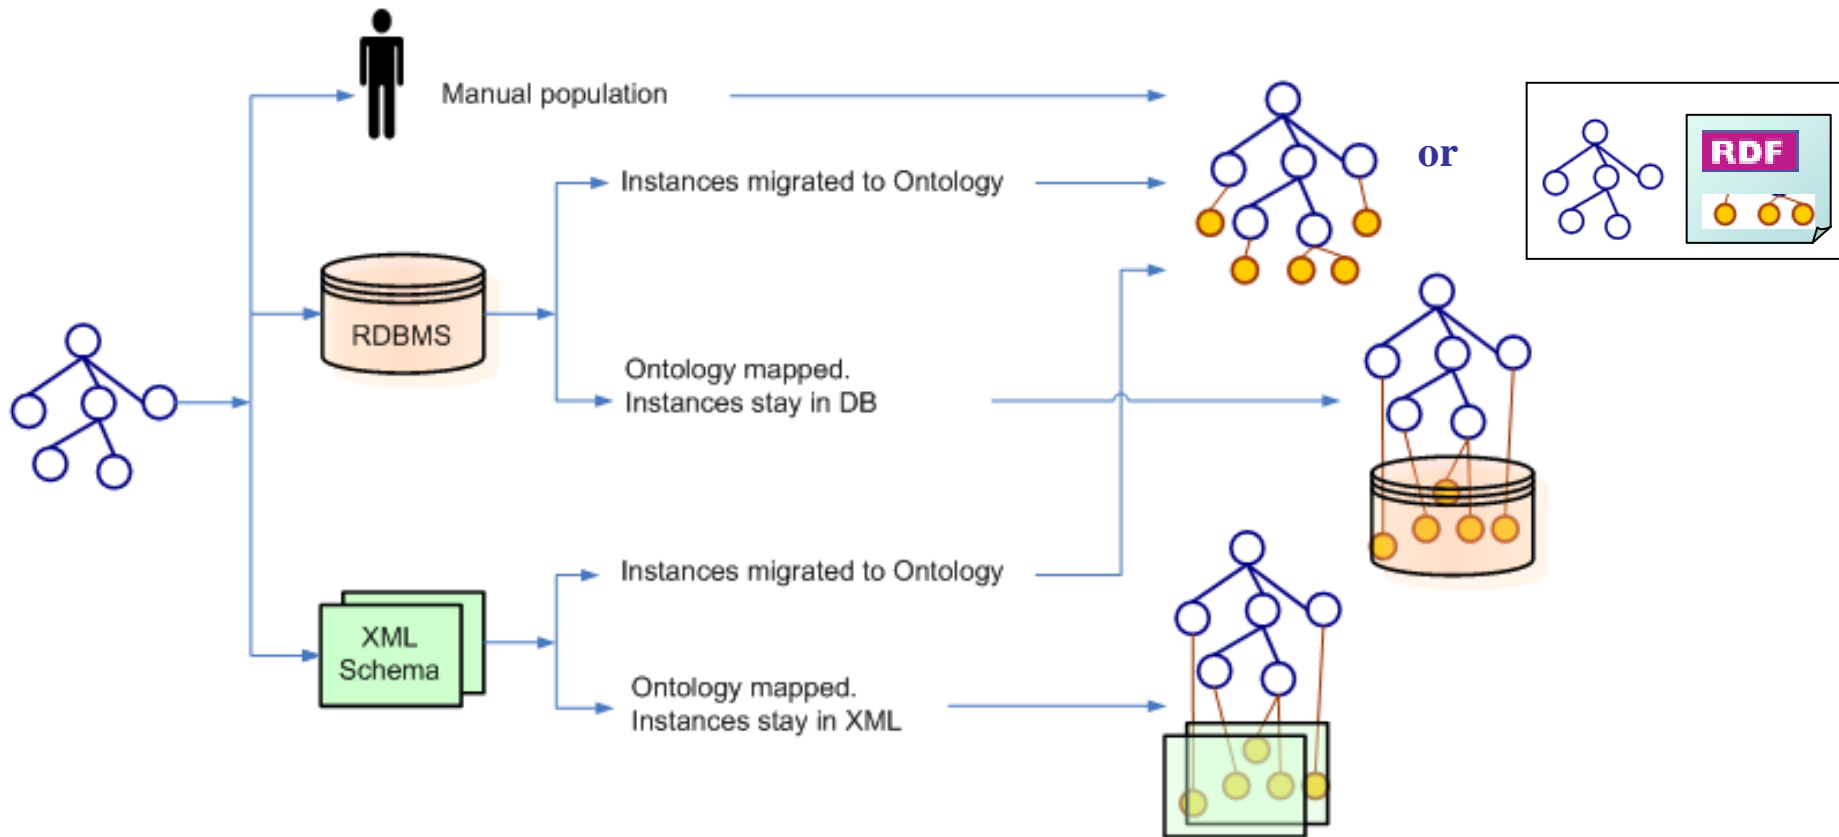 Manual population
or
RDF
Instances migrated to Ontology
RDBMS
Ontology mapped.
Instances stay in DB
Instances migrated to Ontology
XML
Schema
Ontology mapped.
Instances stay in XML